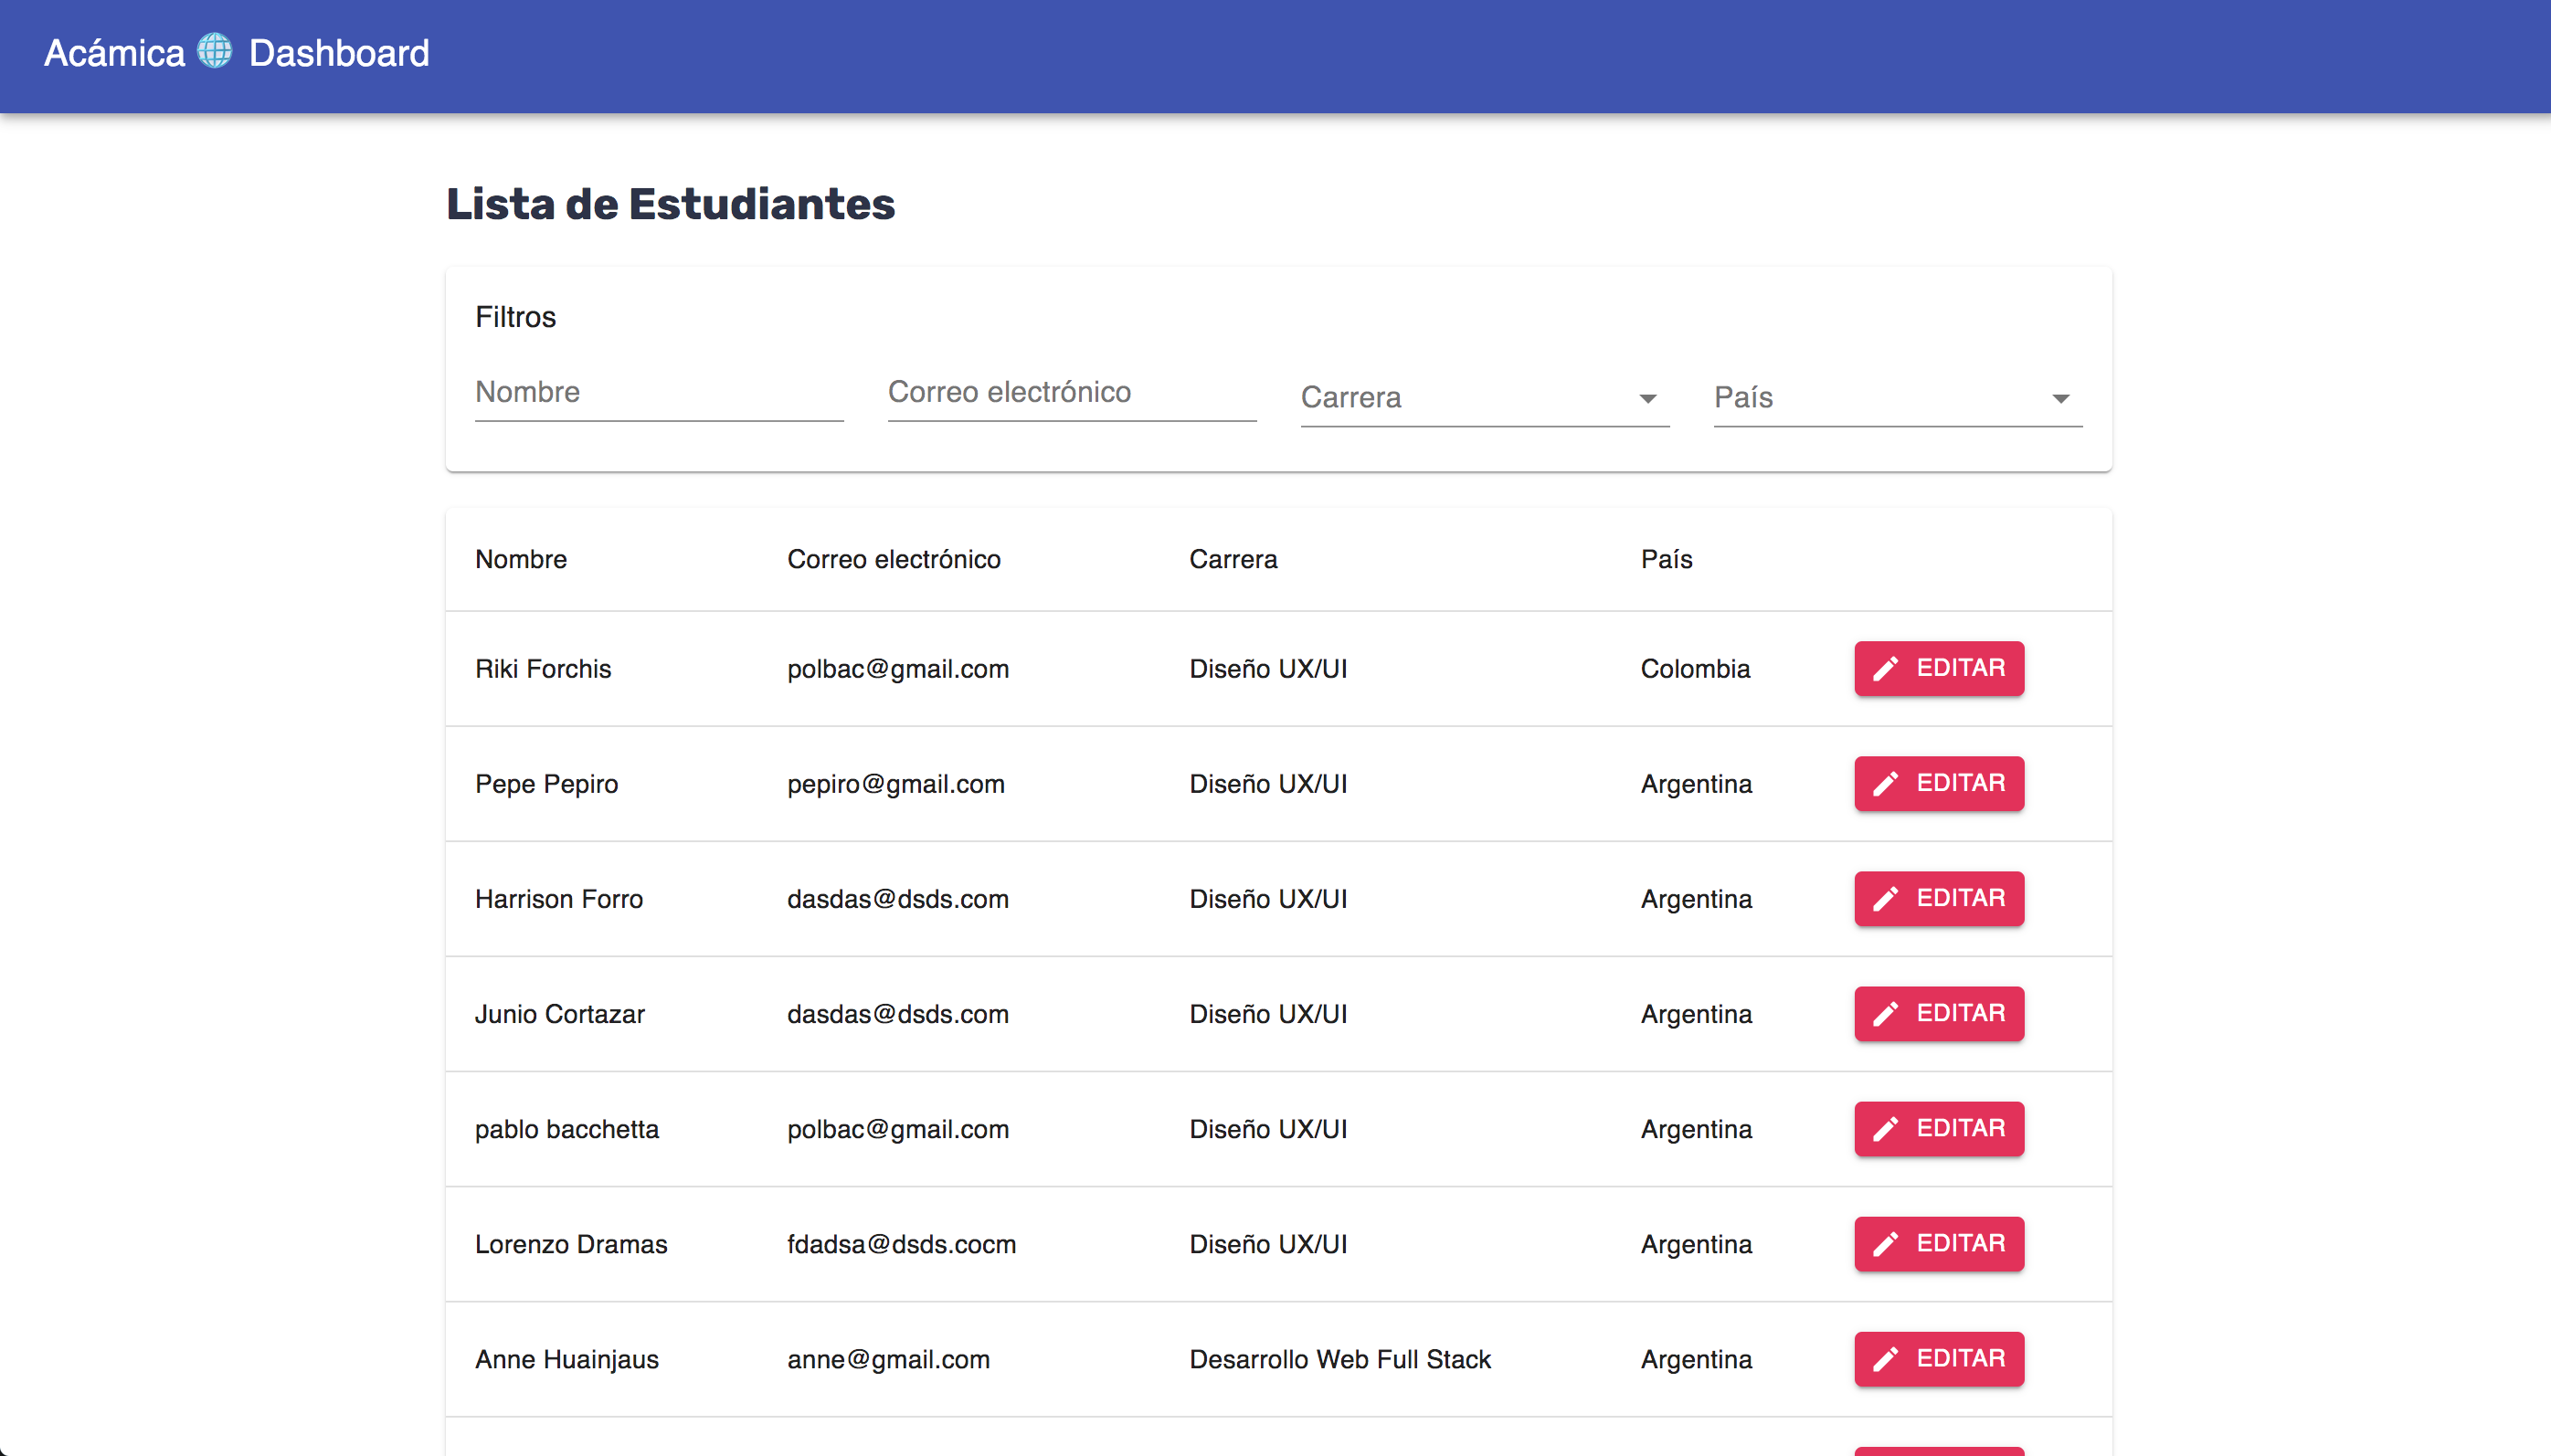 Acámica 🌐 Dashboard
Lista de Estudiantes
Filtros
Nombre Correo electrónico Carrera País
Nombre Correo electrónico Carrera País
Riki Forchis polbac@gmail.com Diseño UX/UI Colombia EDITAR
Pepe Pepiro pepiro@gmail.com Diseño UX/UI Argentina EDITAR
Harrison Forro dasdas@dsds.com Diseño UX/UI Argentina EDITAR
Junio Cortazar dasdas@dsds.com Diseño UX/UI Argentina EDITAR
pablo bacchetta polbac@gmail.com Diseño UX/UI Argentina EDITAR
Lorenzo Dramas fdadsa@dsds.cocm Diseño UX/UI Argentina EDITAR
Anne Huainjaus anne@gmail.com Desarrollo Web Full Stack Argentina EDITAR